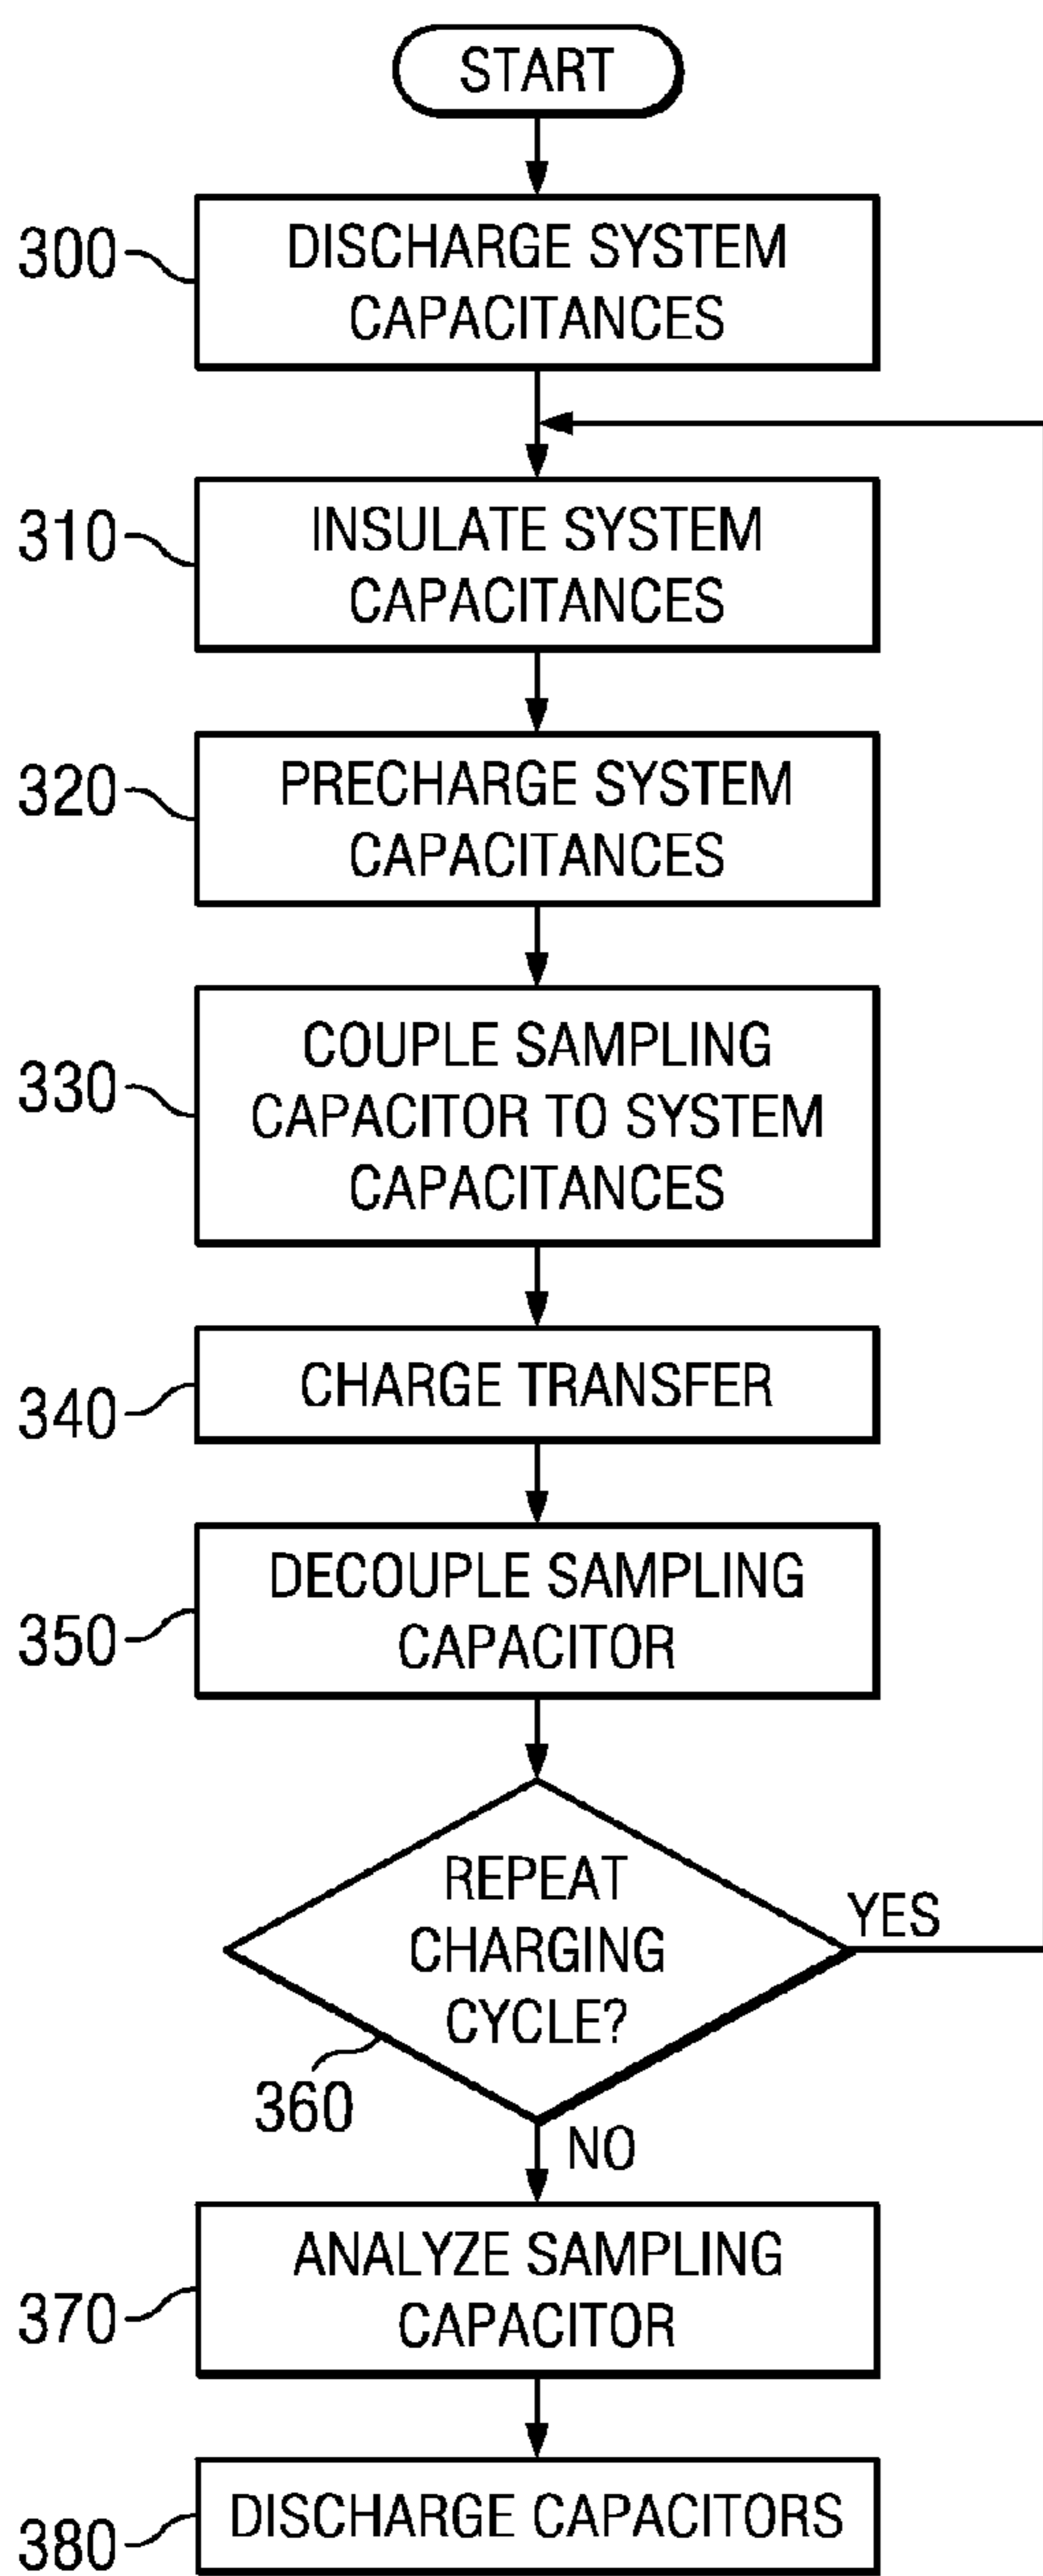 START
300
DISCHARGE SYSTEM
CAPACITANCES
310
INSULATE SYSTEM
CAPACITANCES
320
PRECHARGE SYSTEM
CAPACITANCES
330
COUPLE SAMPLING
CAPACITOR TO SYSTEM
CAPACITANCES
340
CHARGE TRANSFER
350
DECOUPLE SAMPLING
CAPACITOR
REPEAT
CHARGING
CYCLE?
YES
360
NO
370
ANALYZE SAMPLING
CAPACITOR
380
DISCHARGE CAPACITORS